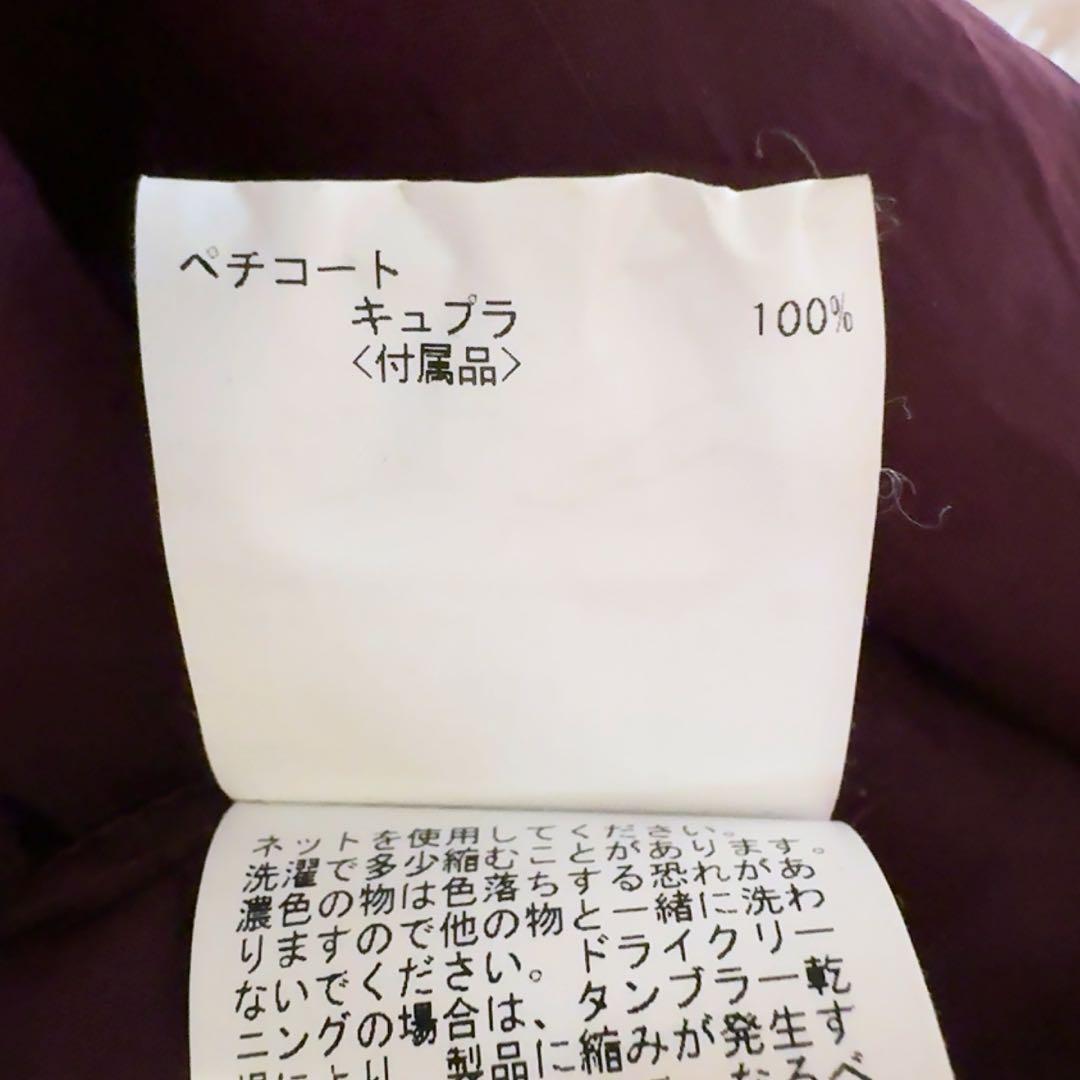 ペチコート
キュプラ 100%
<付属品>
ネットを使用してください。
洗濯で多少縮むことがあります。
濃色の物は色落ちする恐れがあ
りますので他の物と一緒に洗わ
ないでください。ドライクリー
ニングの場合は、タンブラー乾
製品に縮みが発生す